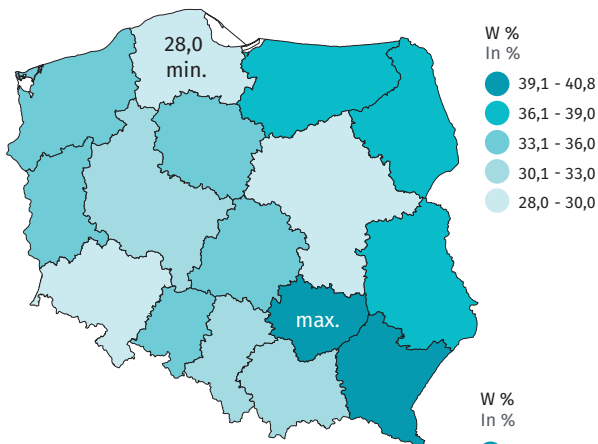 28,0
min.
max.
W %
In %
39,1 - 40,8
36,1 - 39,0
33,1 - 36,0
30,1 - 33,0
28,0 - 30,0
W %
In %